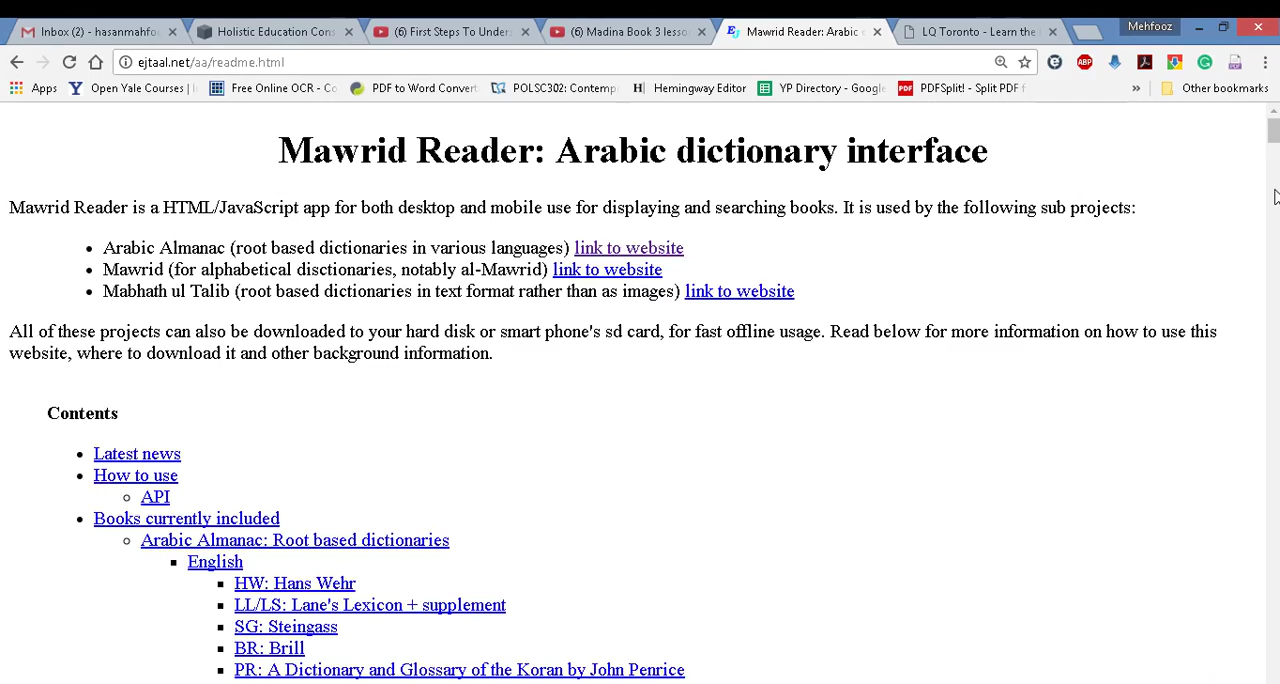 Inbox (2) - hasanmahfo
Holistic Education Con
(6) First Steps To Under
(6) Madina Book 3 lesso
Mawrid Reader: Arabic
LQ Toronto - Learn the
Mehfooz
ejtaal.net/aa/readme.html
Apps
Open Yale Courses
Free Online OCR - Co
PDF to Word Convert
POLSC302: Contemp
Hemingway Editor
YP Directory - Google
PDFSplit! - Split PDF f
Other bookmarks
Mawrid Reader: Arabic dictionary interface
Mawrid Reader is a HTML/JavaScript app for both desktop and mobile use for displaying and searching books. It is used by the following sub projects:
• Arabic Almanac (root based dictionaries in various languages) link to website
• Mawrid (for alphabetical disctionaries, notably al-Mawrid) link to website
• Mabhath ul Talib (root based dictionaries in text format rather than as images) link to website
All of these projects can also be downloaded to your hard disk or smart phone's sd card, for fast offline usage. Read below for more information on how to use this
website, where to download it and other background information.
Contents
• Latest news
• How to use
◦ API
• Books currently included
◦ Arabic Almanac: Root based dictionaries
▪ English
▪ HW: Hans Wehr
▪ LL/LS: Lane's Lexicon + supplement
▪ SG: Steingass
▪ BR: Brill
▪ PR: A Dictionary and Glossary of the Koran by John Penrice